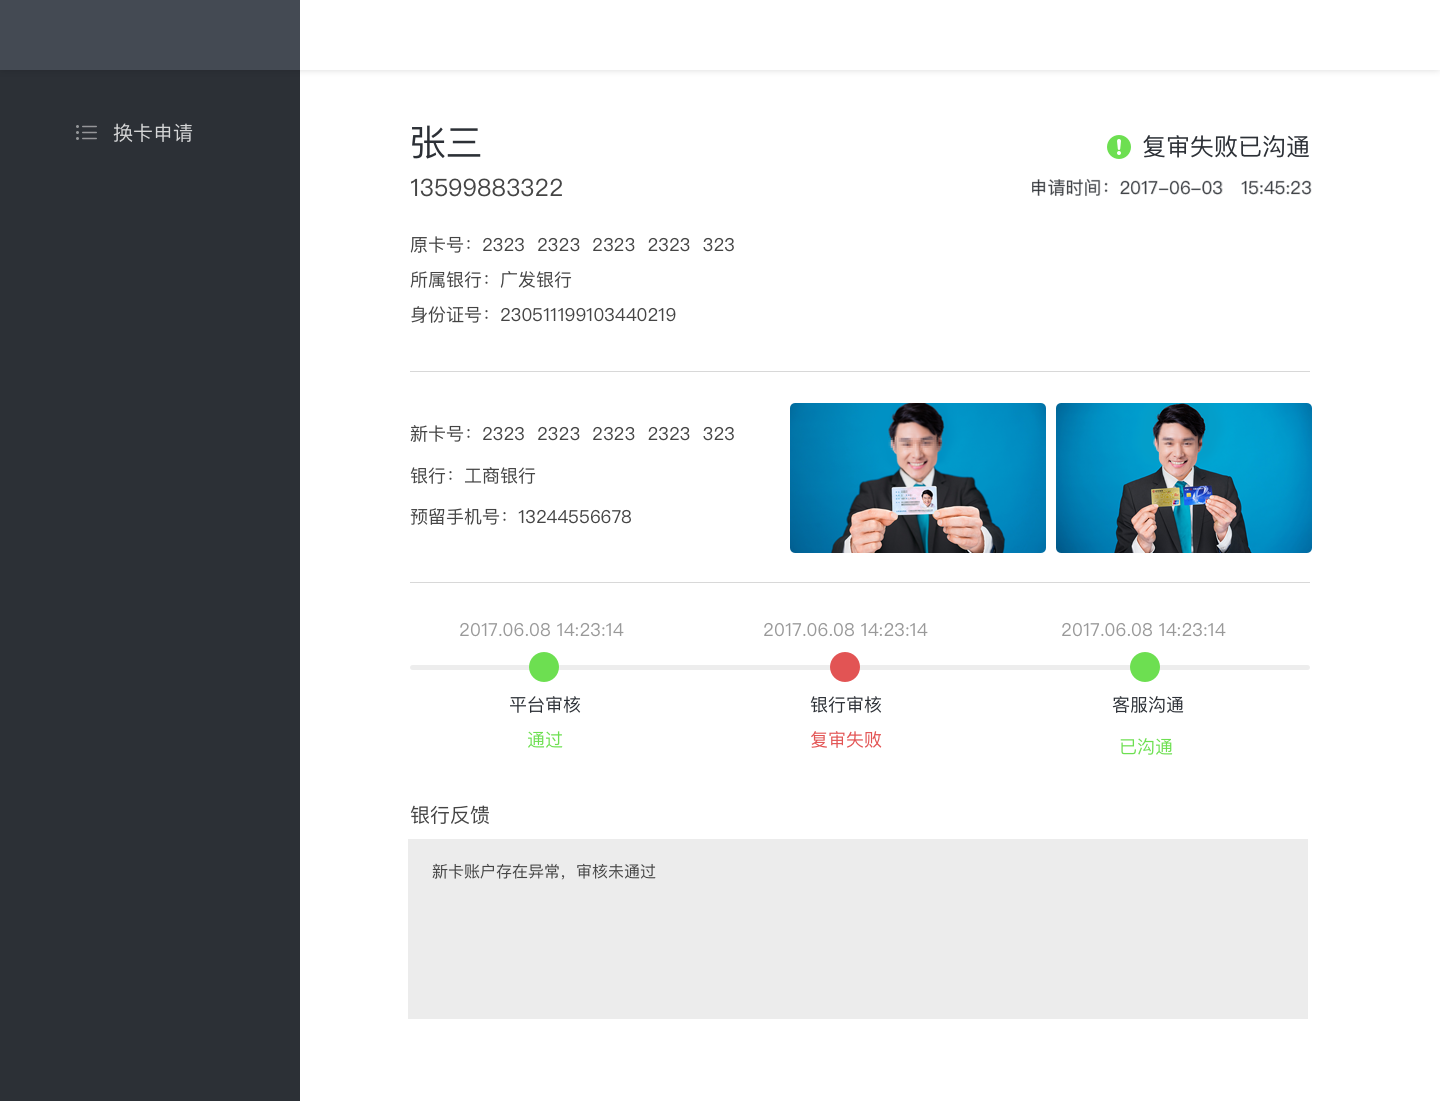 换卡申请
张三
复审失败已沟通
13599883322
申请时间：2017-06-03 15:45:23
原卡号：2323 2323 2323 2323 323
所属银行：广发银行
身份证号：230511199103440219
新卡号：2323 2323 2323 2323 323
银行：工商银行
预留手机号：13244556678
2017.06.08 14:23:14
2017.06.08 14:23:14
2017.06.08 14:23:14
平台审核
银行审核
客服沟通
通过
复审失败
已沟通
银行反馈
新卡账户存在异常，审核未通过